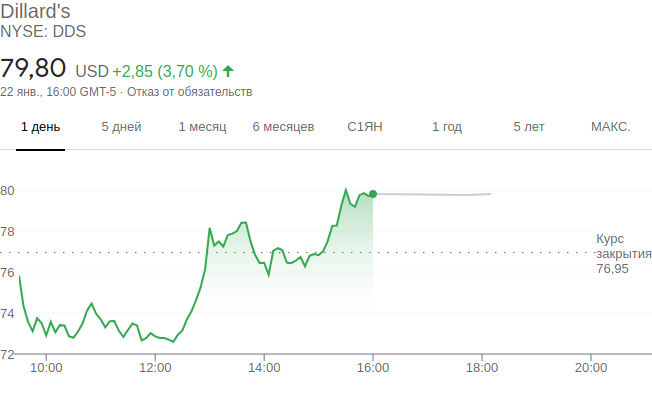 Dillard's
NYSE: DDS
79,80 USD +2,85 (3,70 %)
22 янв., 16:00 GMT-5 · Отказ от обязательств
1 день 5 дней 1 месяц 6 месяцев С1ЯН 1 год 5 лет МАКС.
80
78
Курс
закрытия
76,95
76
74
72
10:00 12:00 14:00 16:00 18:00 20:00